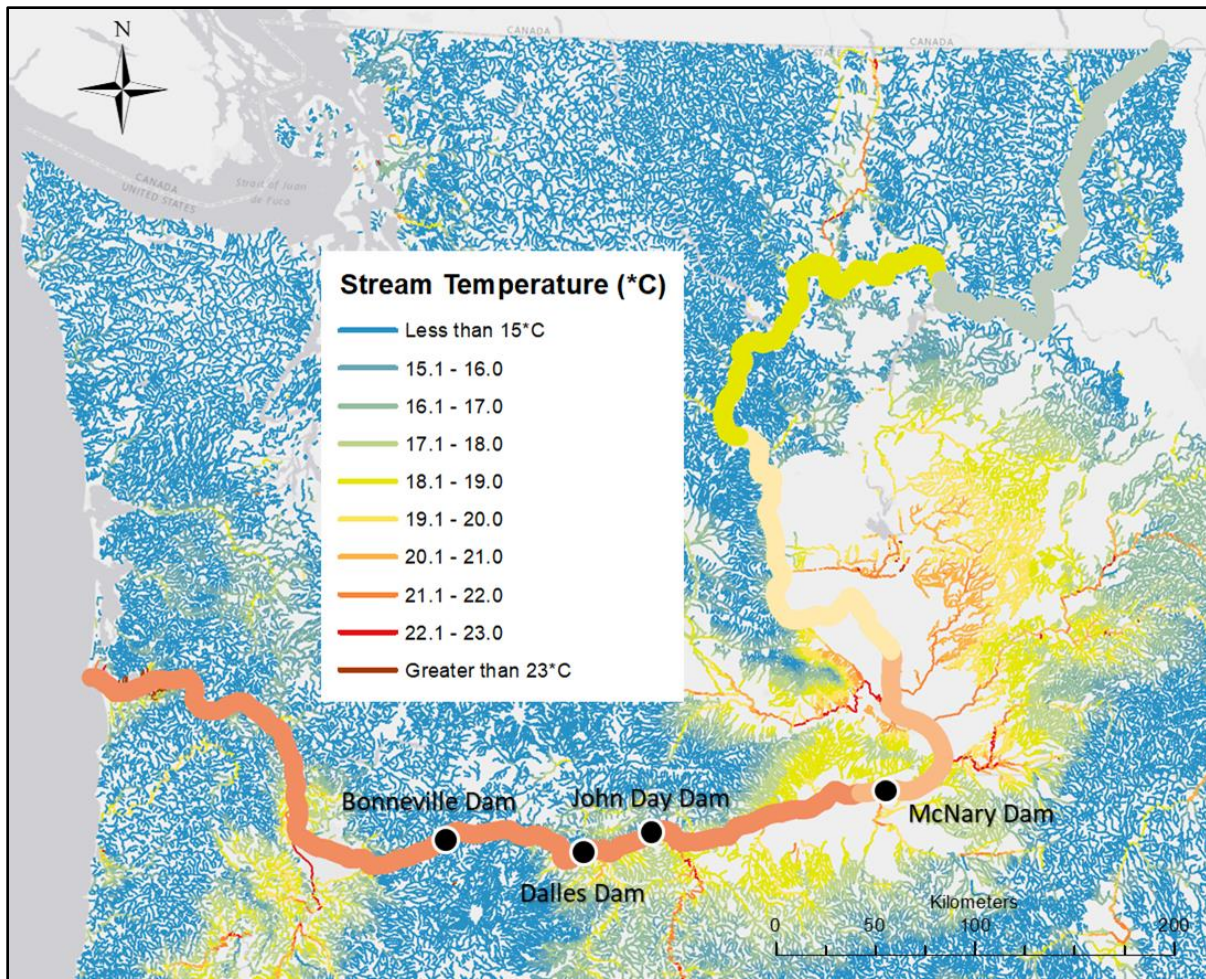 N
CANADA
STATES
CANADA
CANADA
UNITED STATES
Strait of Juan
de Fuca
Stream Temperature (*C)
Less than 15*C
15.1 - 16.0
16.1 - 17.0
17.1 - 18.0
18.1 - 19.0
19.1 - 20.0
20.1 - 21.0
21.1 - 22.0
22.1 - 23.0
Greater than 23*C
Bonneville Dam
John Day Dam
McNary Dam
Dalles Dam
Kilometers
0 50 100 200